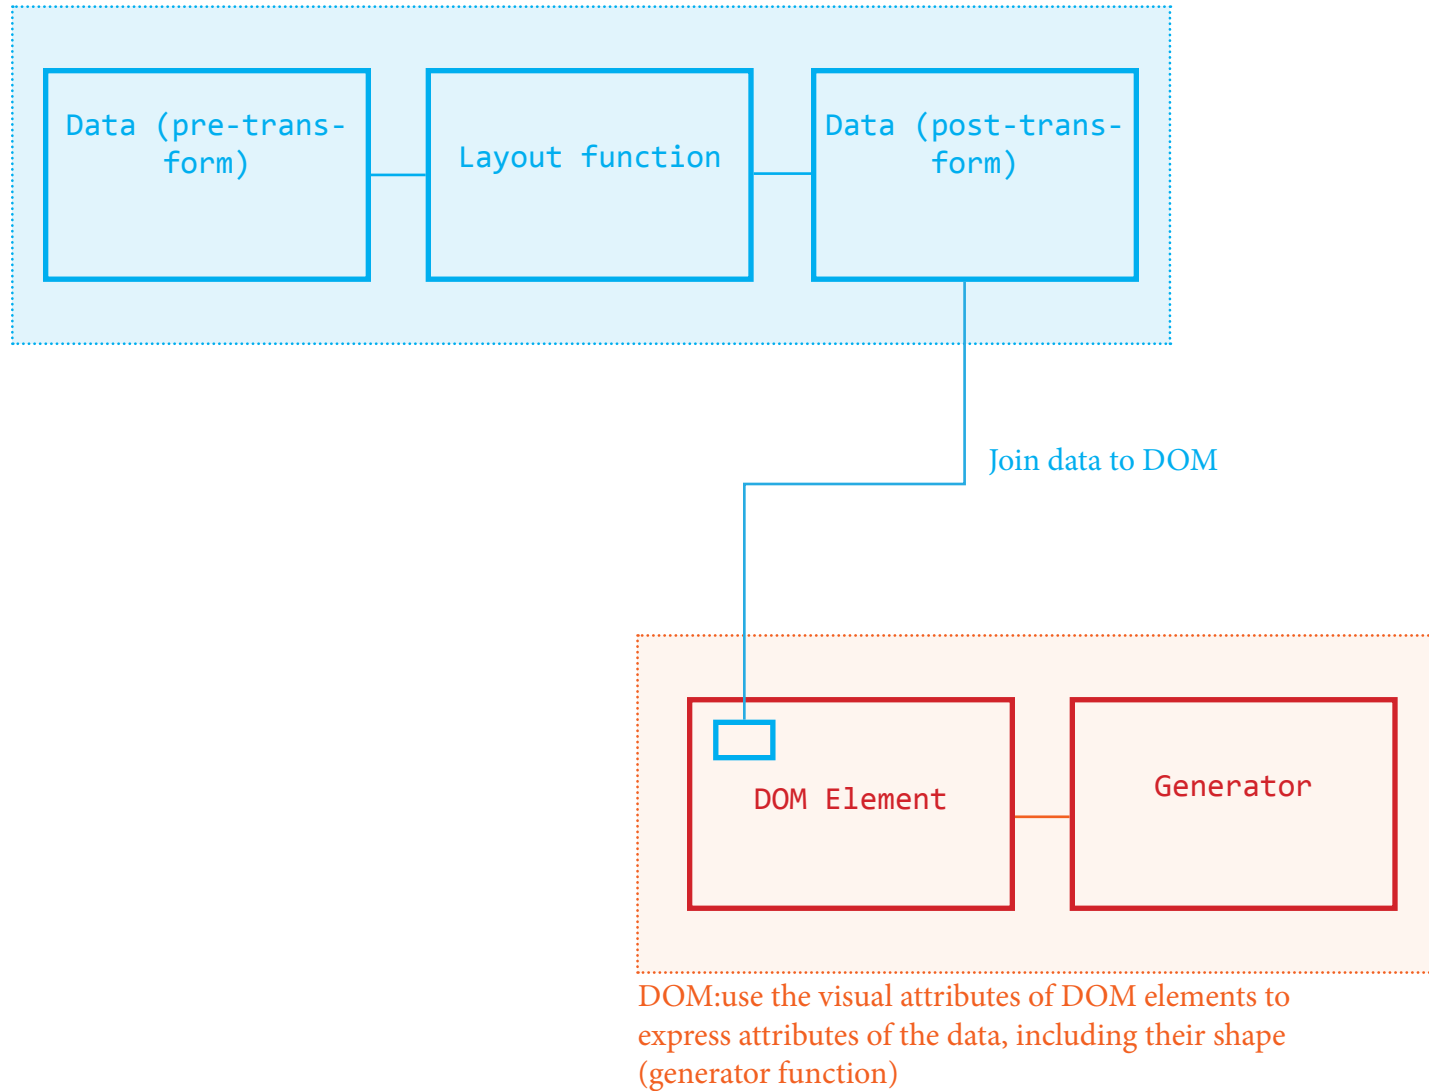 Data (pre-trans-
form)
Layout function
Data (post-trans-
form)
Join data to DOM
DOM Element
Generator
DOM:use the visual attributes of DOM elements to
express attributes of the data, including their shape
(generator function)